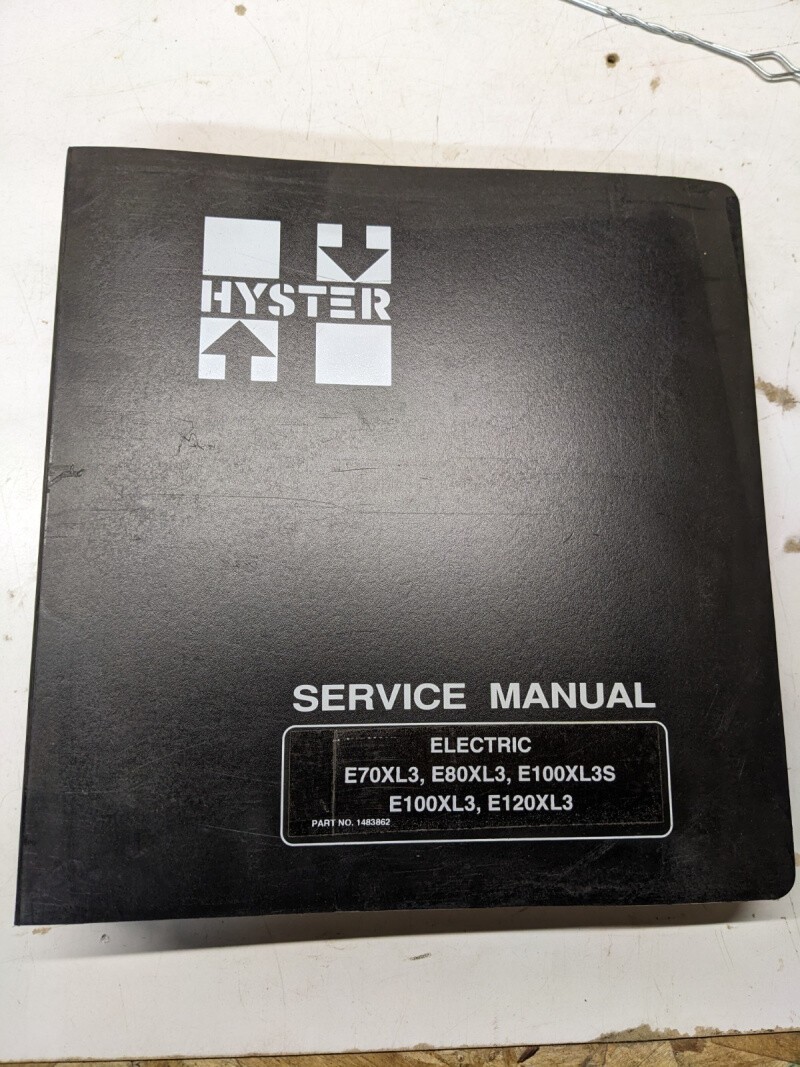 HYSTER
SERVICE MANUAL
ELECTRIC
E70XL3, E80XL3, E100XL3S
E100XL3, E120XL3
PART NO. 1483862